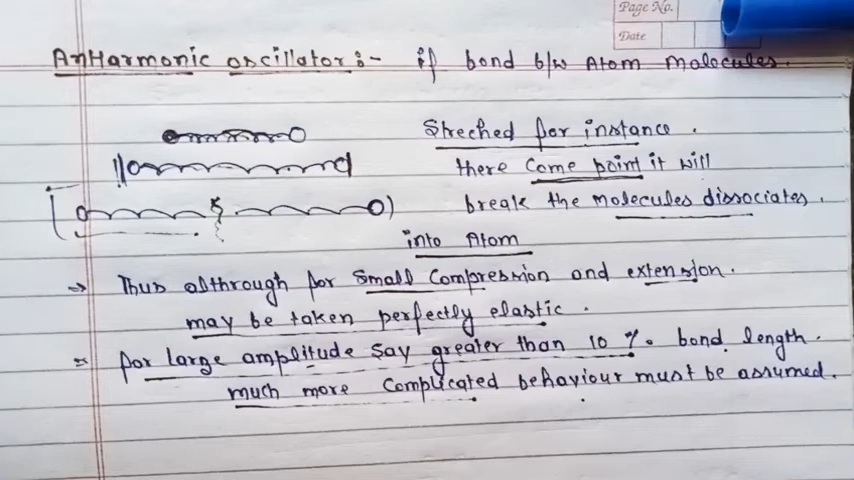 Page No.
Date
AnHarmonic oscillator :- if bond b/w Atom molacules.
Streched for instance.
there Come point it will
break the molecules dissociates.
into Atom
⇒ Thus althrough for Small Compression and extension.
may be taken perfectly elastic.
⇒ for large amplitude say greater than 10 % bond length.
much more Complicated behaviour must be assumed.